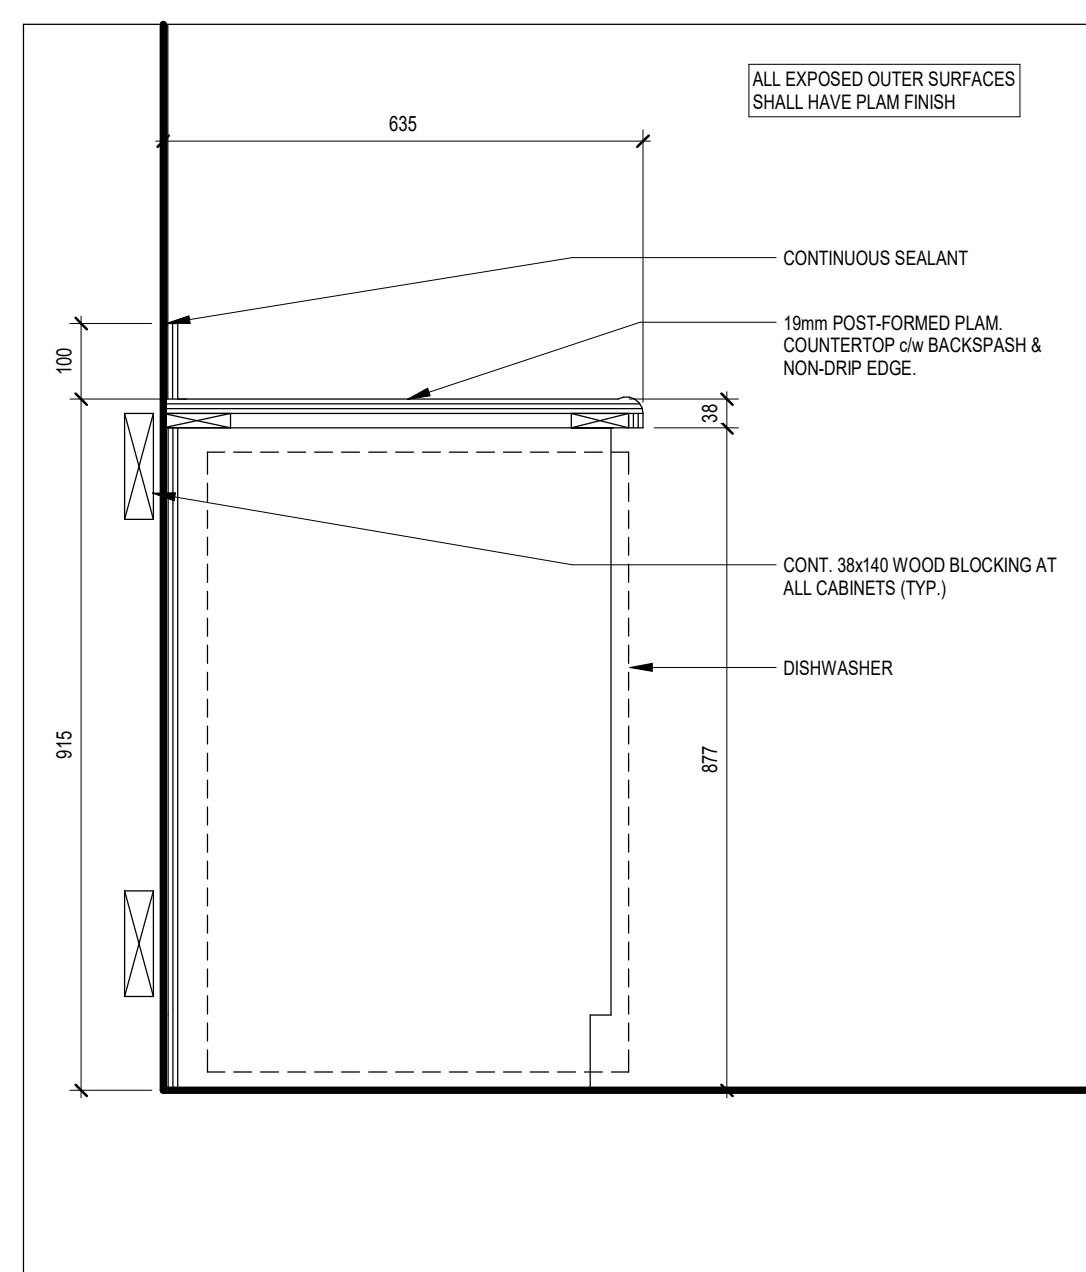 ALL EXPOSED OUTER SURFACES
SHALL HAVE PLAM FINISH
635
CONTINUOUS SEALANT
19mm POST-FORMED PLAM.
COUNTERTOP c/w BACKSPASH &
NON-DRIP EDGE.
100
38
CONT. 38x140 WOOD BLOCKING AT
ALL CABINETS (TYP.)
DISHWASHER
915
877